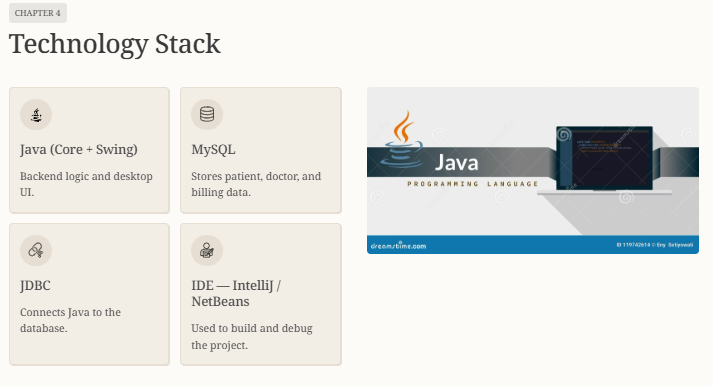 CHAPTER 4
Technology Stack
Java (Core + Swing)
Backend logic and desktop
UI.
MySQL
Stores patient, doctor, and
billing data.
JDBC
Connects Java to the
database.
IDE — IntelliJ /
NetBeans
Used to build and debug
the project.
Java
PROGRAMMING LANGUAGE
dreamstime.com
ID 119742614 © Eny Setiyowati